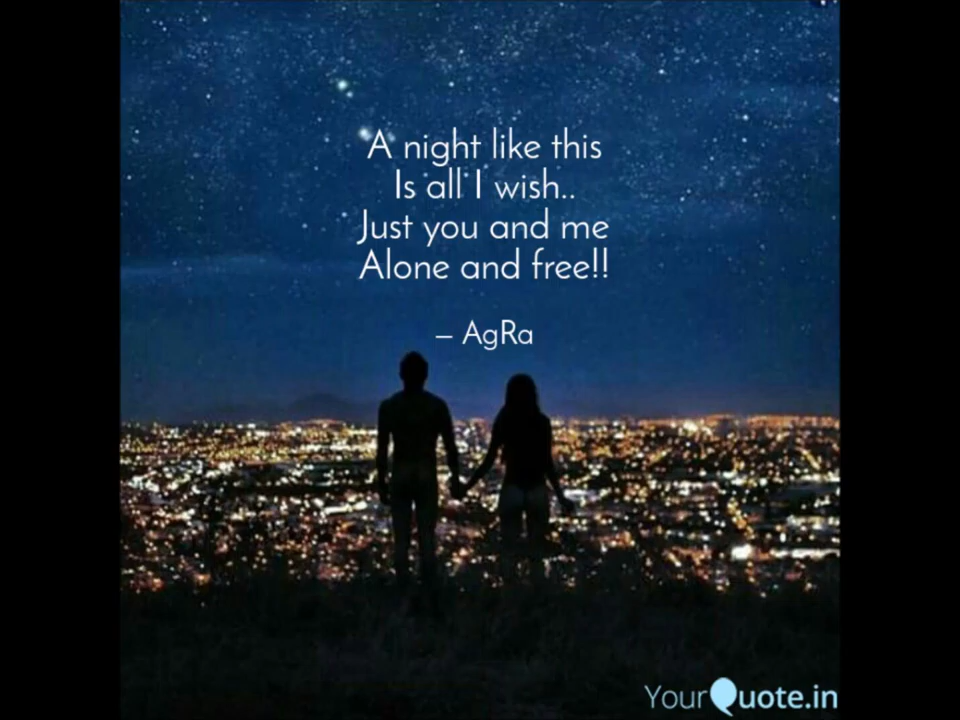 A night like this
Is all I wish..
Just you and me
Alone and free!!
– AgRa
YourQuote.in